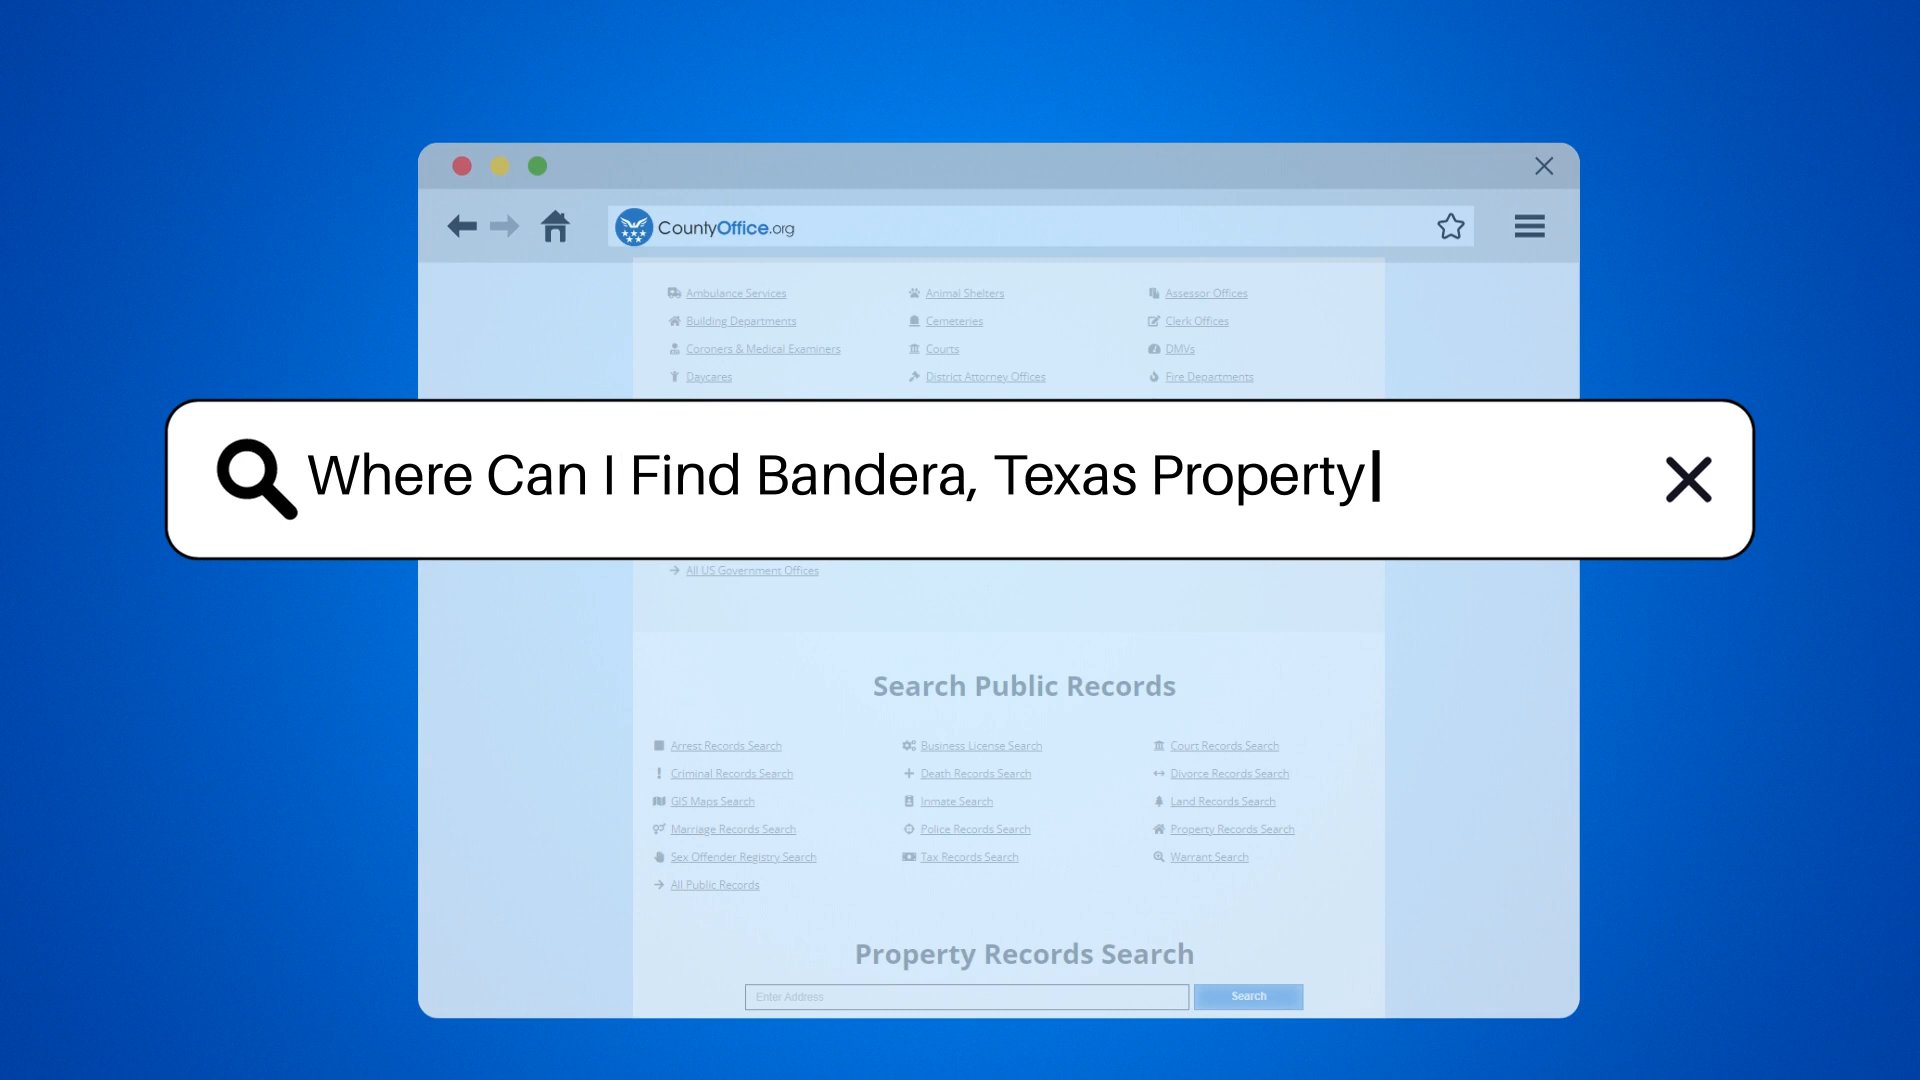 CountyOffice.org
Ambulance Services Animal Shelters Assessor Offices
Building Departments Cemeteries Clerk Offices
Coroners & Medical Examiners Courts DMVs
Daycares District Attorney Offices Fire Departments
Where Can I Find Bandera, Texas Property
All US Government Offices
Search Public Records
Arrest Records Search Business License Search Court Records Search
Criminal Records Search Death Records Search Divorce Records Search
GIS Maps Search Inmate Search Land Records Search
Marriage Records Search Police Records Search Property Records Search
Sex Offender Registry Search Tax Records Search Warrant Search
All Public Records
Property Records Search
Enter Address Search